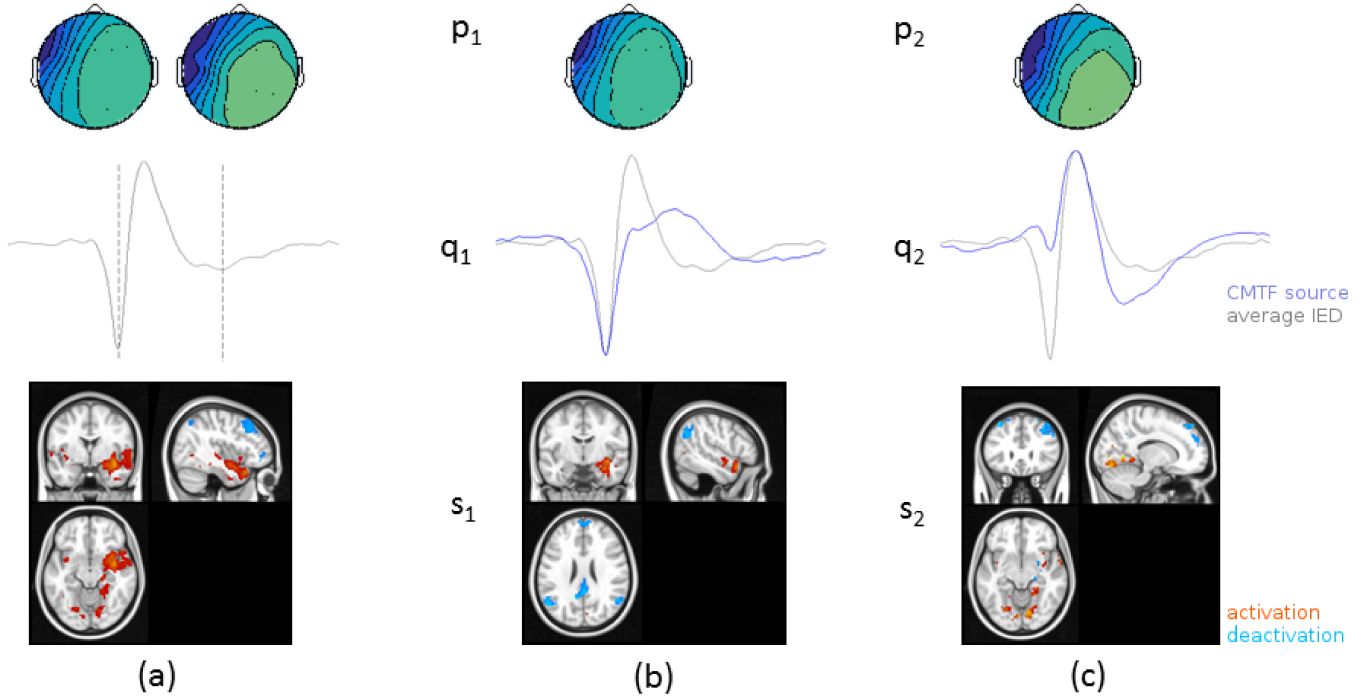 p1
p2
q1
q2
CMTF source
average IED
s1
s2
activation
deactivation
(a)
(b)
(c)